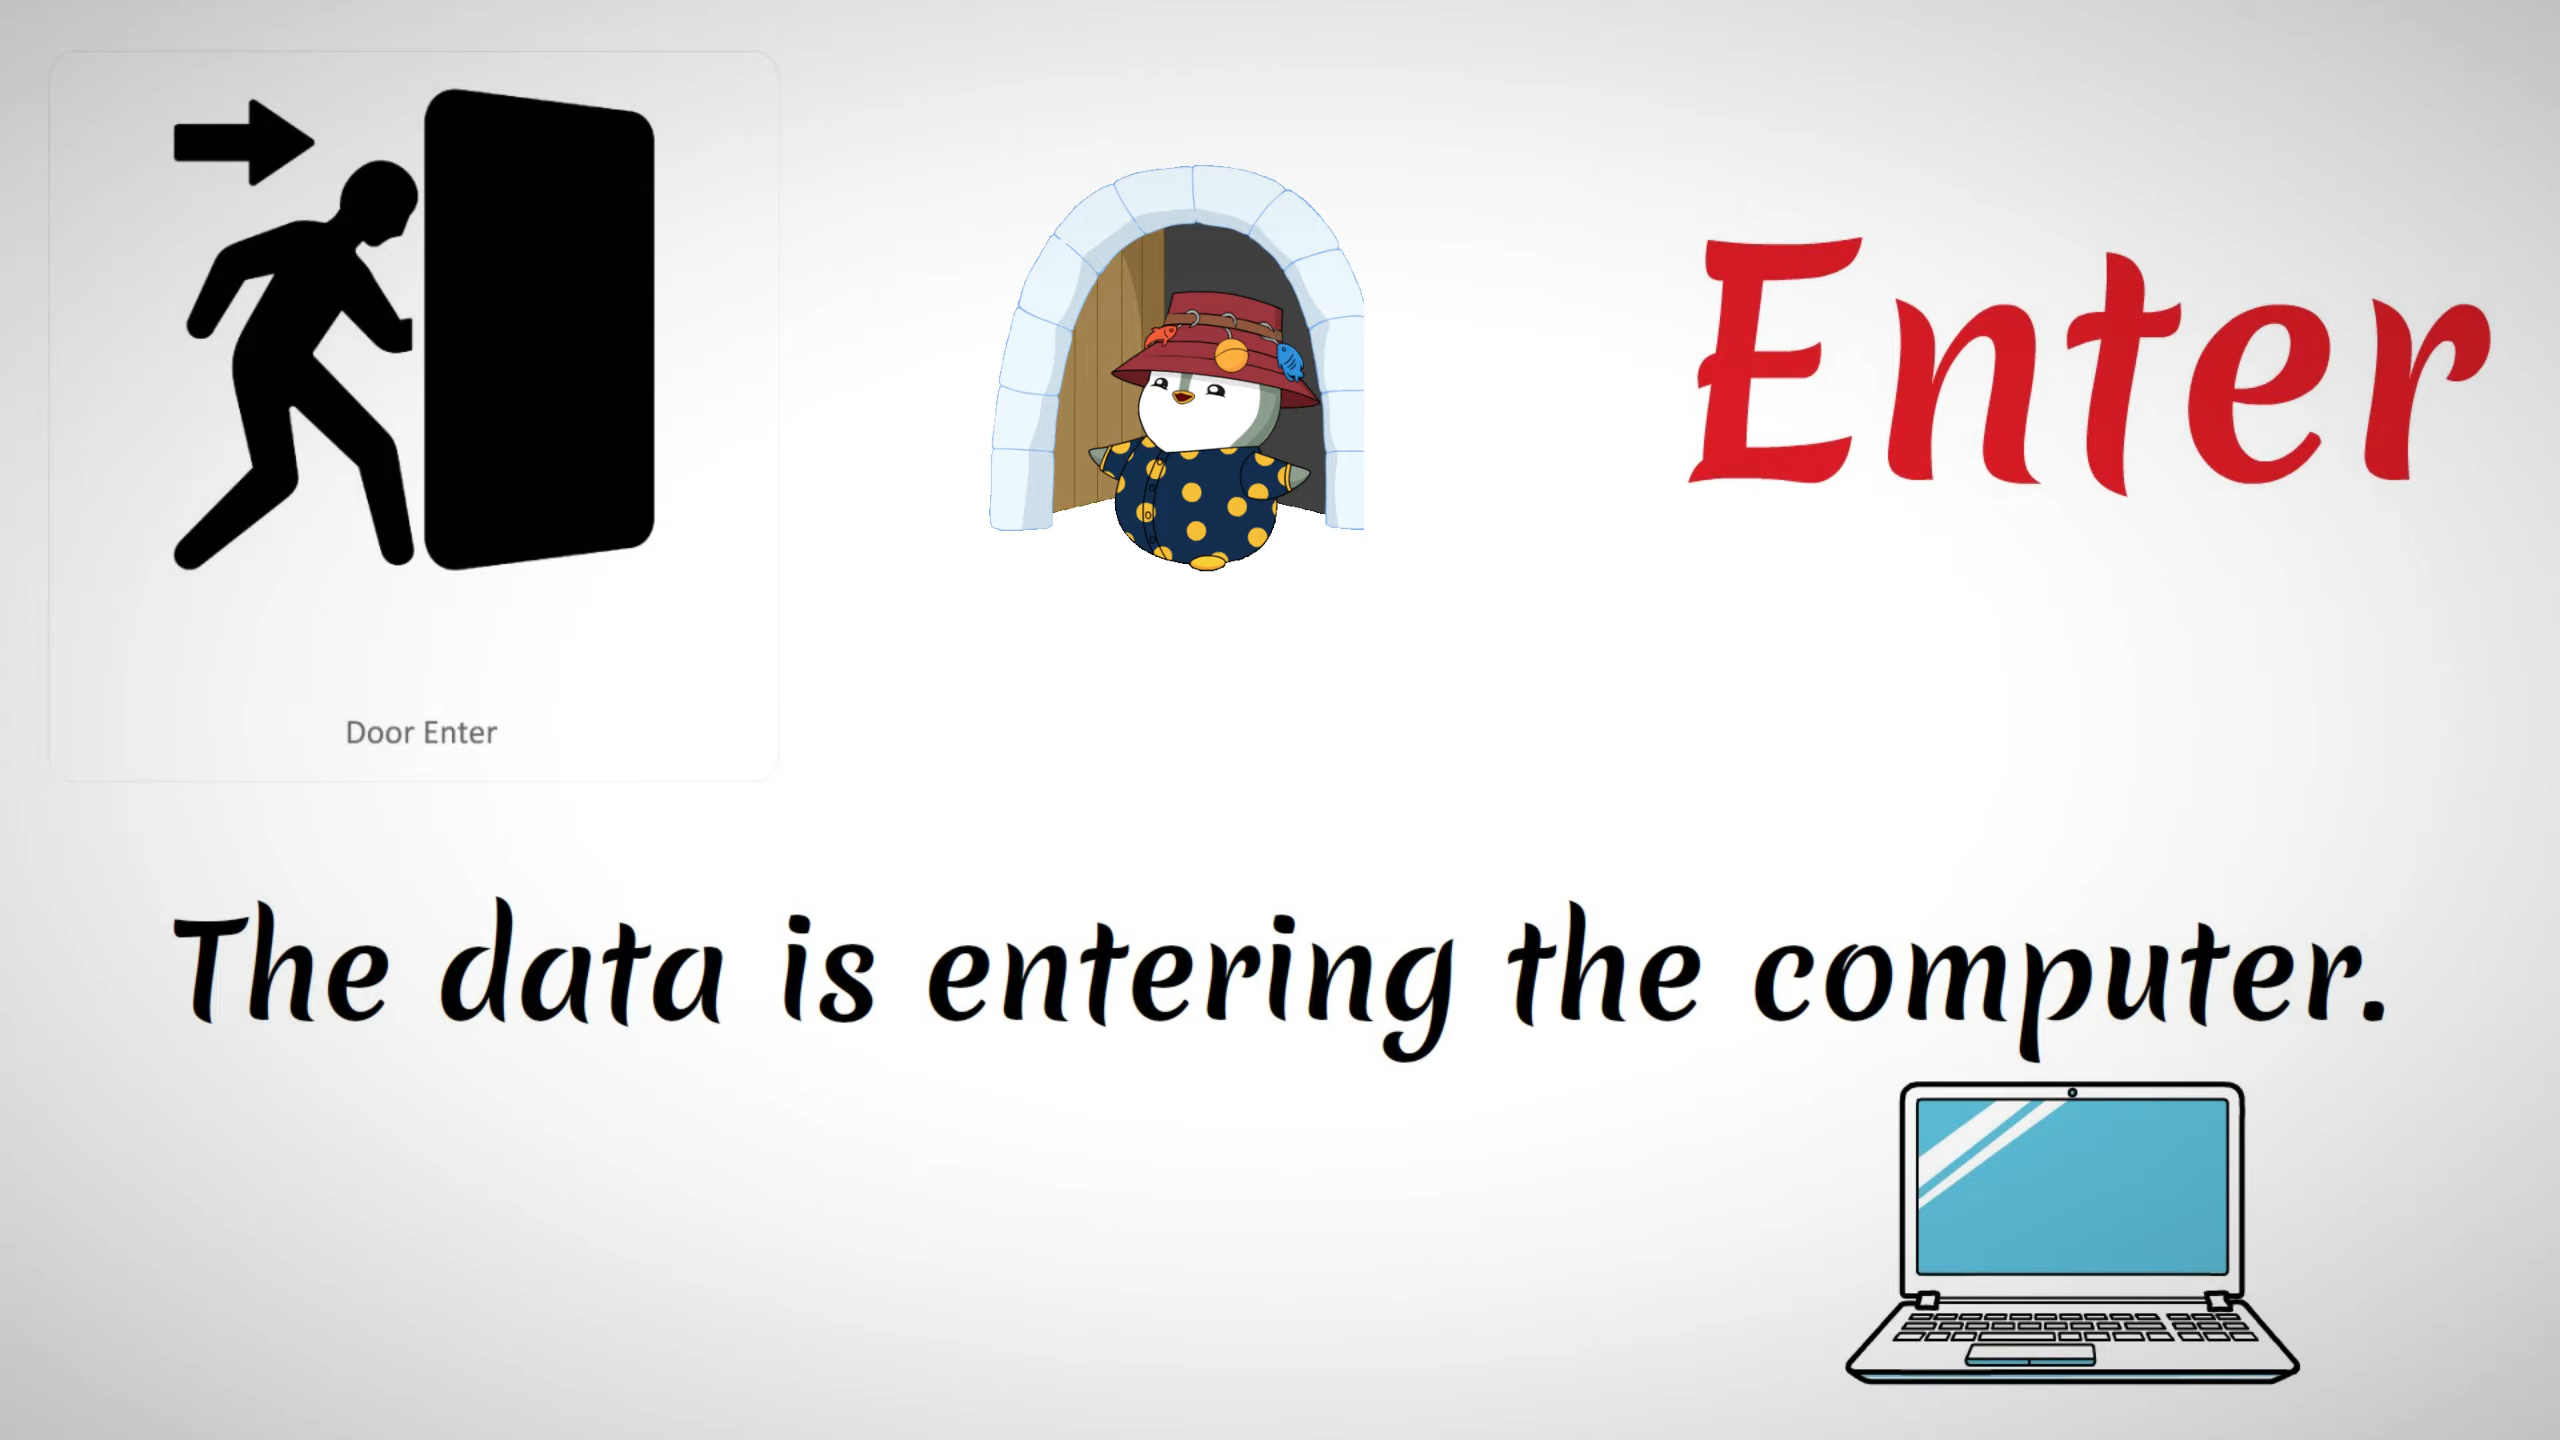 Enter
Door Enter
The data is entering the computer.